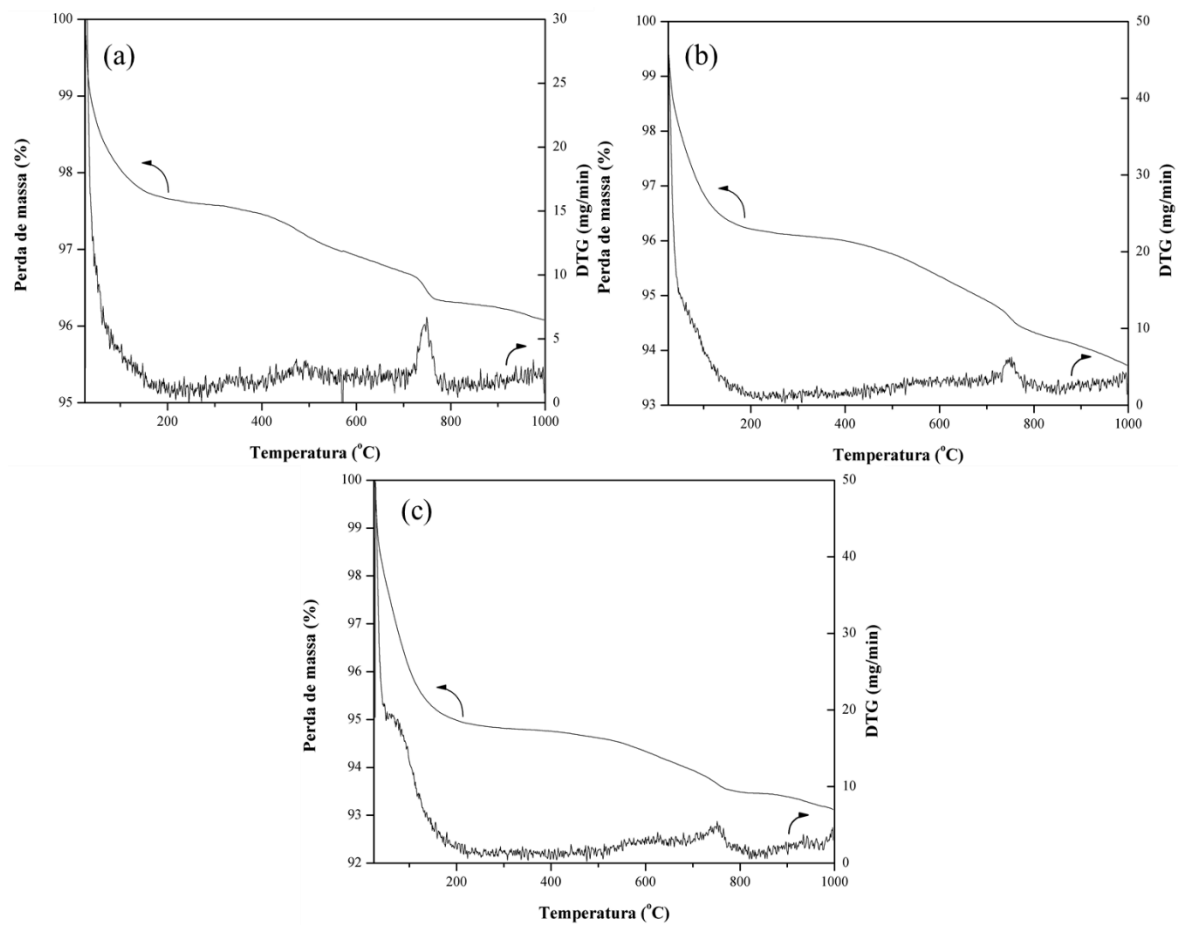 (a)
Perda de massa (%)
100
99
98
97
96
95
30
25
20
15
10
5
0
DTG (mg/min)
200 400 600 800 1000
Temperatura (°C)
(b)
Perda de massa (%)
100
99
98
97
96
95
94
93
50
40
30
20
10
0
DTG (mg/min)
200 400 600 800 1000
Temperatura (°C)
(c)
Perda de massa (%)
100
99
98
97
96
95
94
93
92
50
40
30
20
10
0
DTG (mg/min)
200 400 600 800 1000
Temperatura (°C)